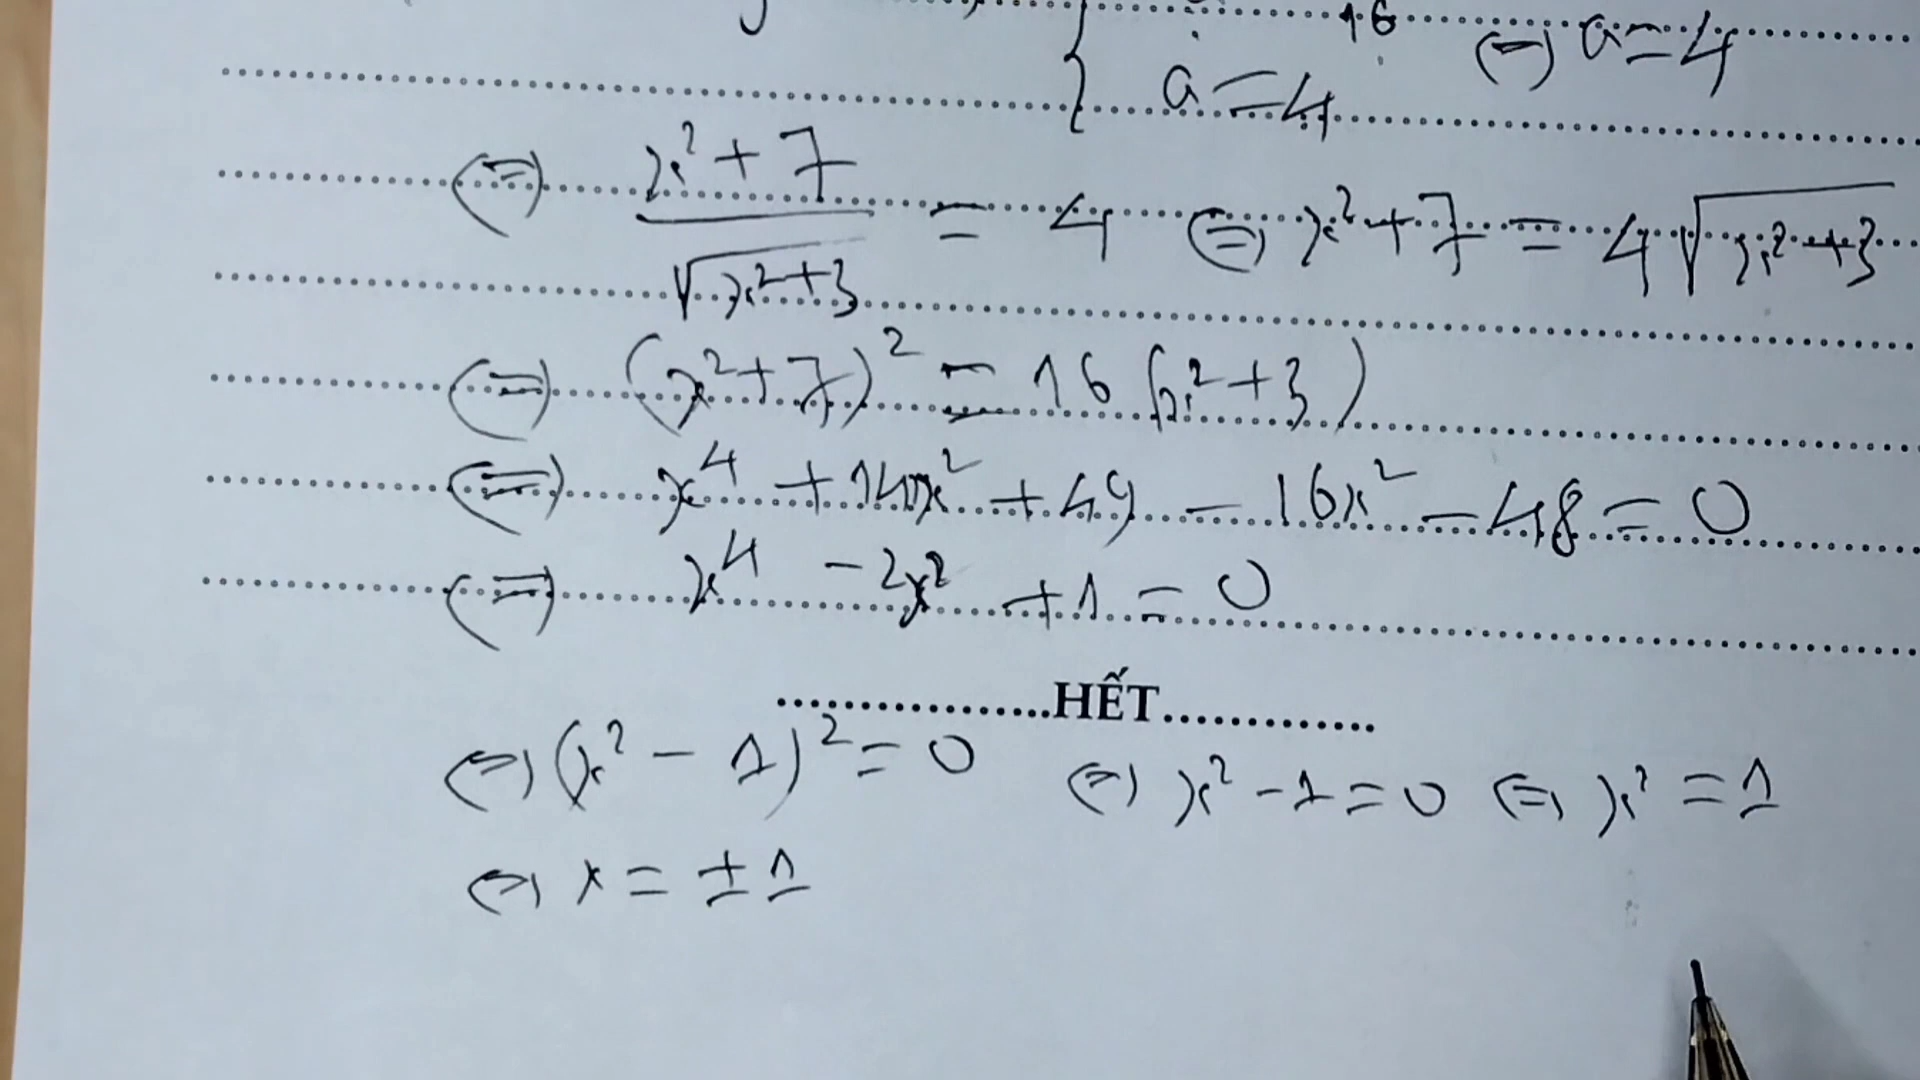 16 ⇔ a = 4
a = 4
⇔ (x² + 7)/√(x² + 3) = 4 ⇔ x² + 7 = 4√(x² + 3)
⇔ (x² + 7)² = 16(x² + 3)
⇔ x⁴ + 14x² + 49 - 16x² - 48 = 0
⇔ x⁴ - 2x² + 1 = 0
..................HẾT..............
⇔ (x² - 1)² = 0 ⇔ x² - 1 = 0 ⇔ x² = 1
⇔ x = ± 1